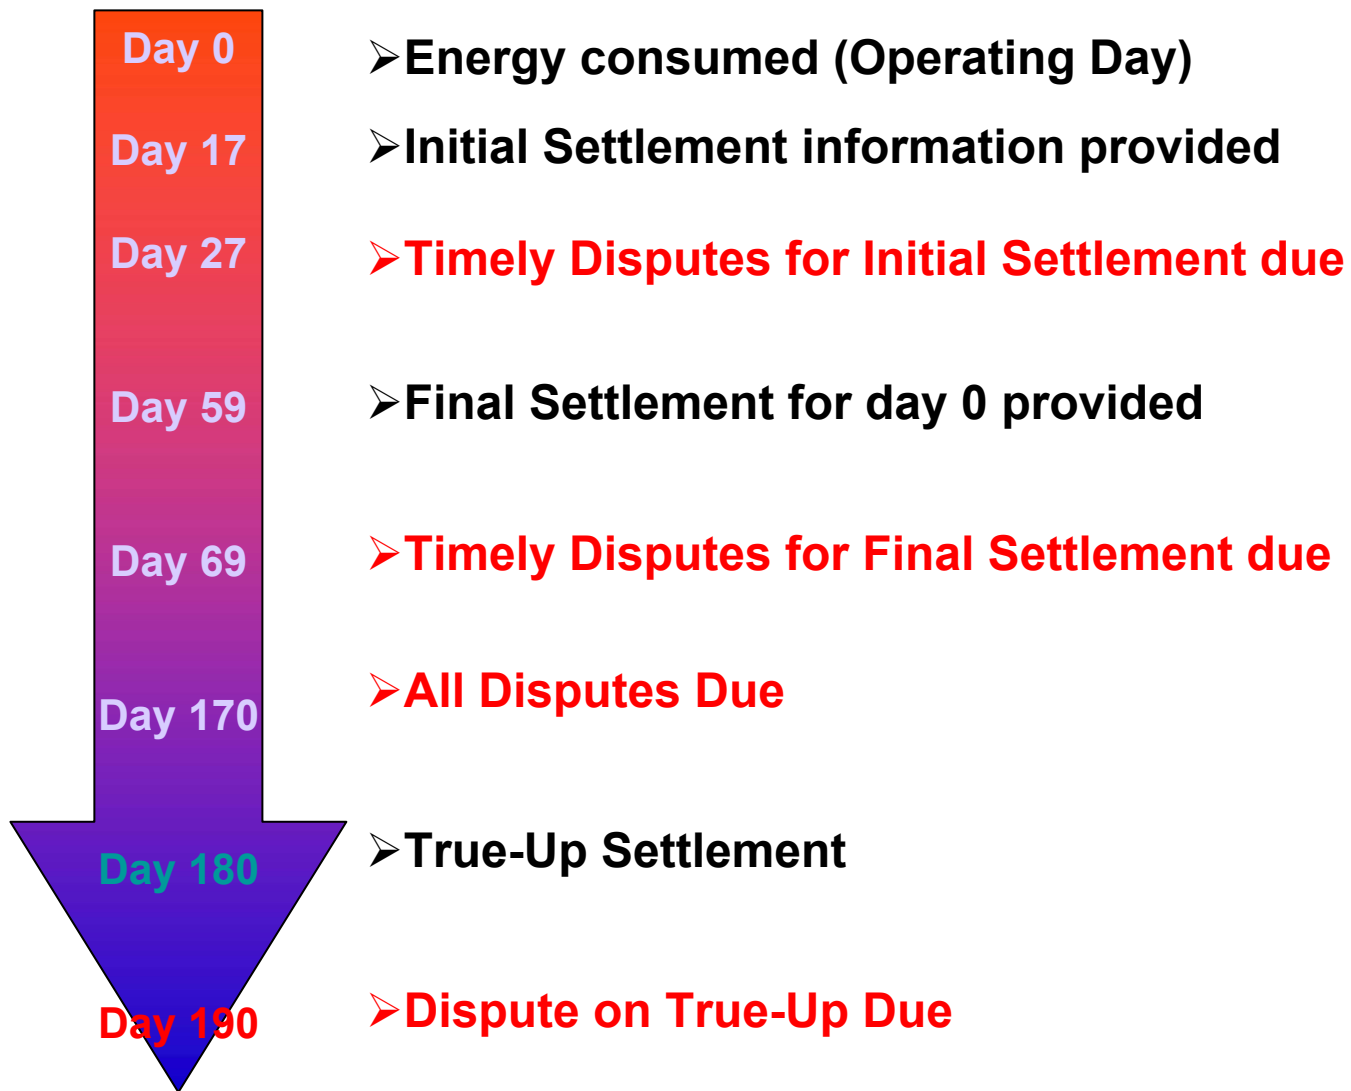 Day 0
➢Energy consumed (Operating Day)
Day 17
➢Initial Settlement information provided
Day 27
➢Timely Disputes for Initial Settlement due
Day 59
➢Final Settlement for day 0 provided
Day 69
➢Timely Disputes for Final Settlement due
Day 170
➢All Disputes Due
Day 180
➢True-Up Settlement
Day 190
➢Dispute on True-Up Due